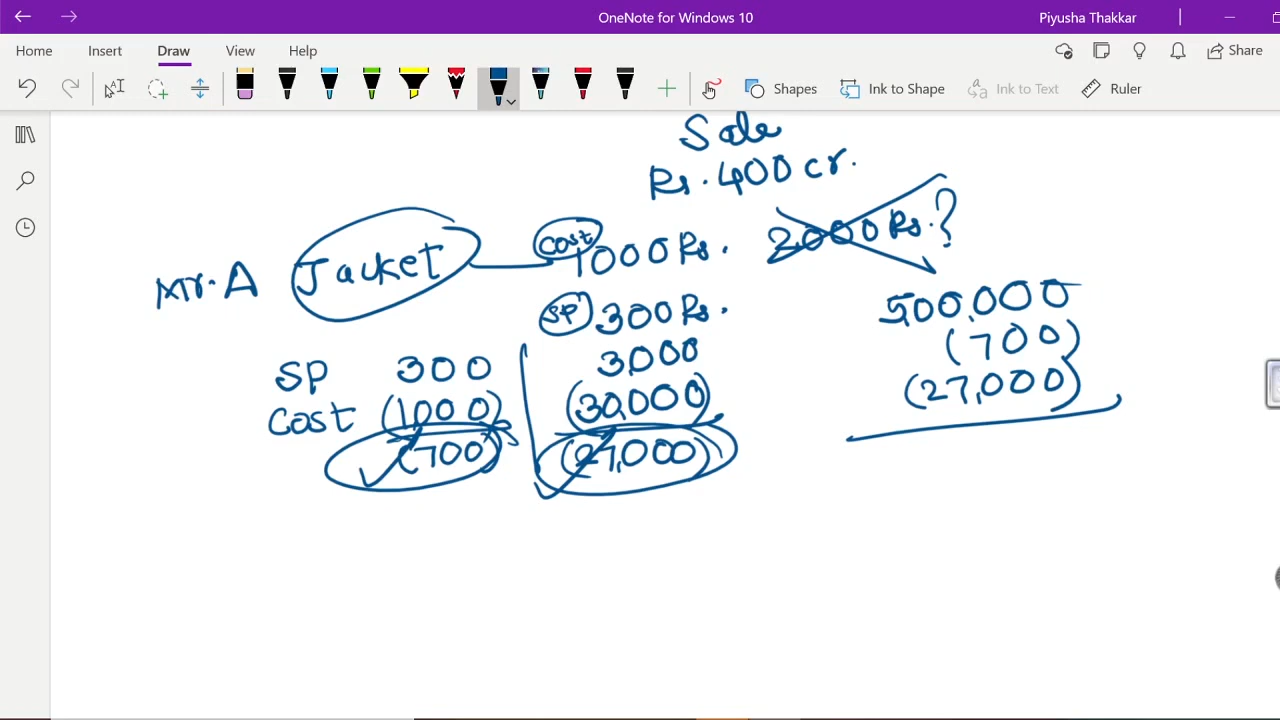 OneNote for Windows 10
Piyusha Thakkar
Home Insert Draw View Help
Share
Shapes Ink to Shape Ink to Text Ruler
Sale
Rs. 400 cr.
Mr. A Jacket cost 1000 Rs. 2000 Rs. ?
SP 300 Rs.
SP 300
Cost (1000)
(700)
3,000
(30,000)
(27,000)
500,000
(700)
(27,000)